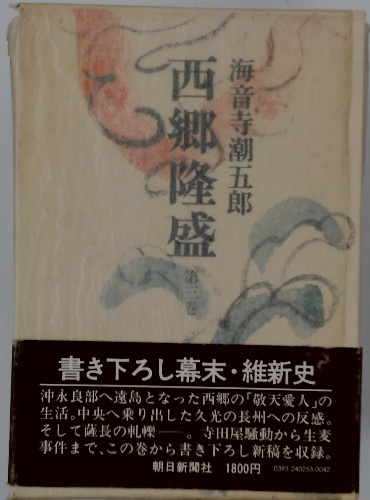 海音寺潮五郎
西郷隆盛
第三巻
書き下ろし幕末・維新史
沖永良部へ遠島となった西郷の「敬天愛人」の
生活。中央へ乗り出した久光の長州への反感。
そして薩長の軋轢――。寺田屋騒動から生麦
事件まで、この巻から書き下ろし新稿を収録。
朝日新聞社 1800円 0393-240253-0042